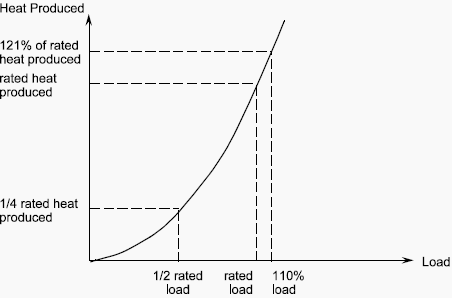 Heat Produced
121% of rated
heat produced
rated heat
produced
1/4 rated heat
produced
Load
1/2 rated
load
rated
load
110%
load